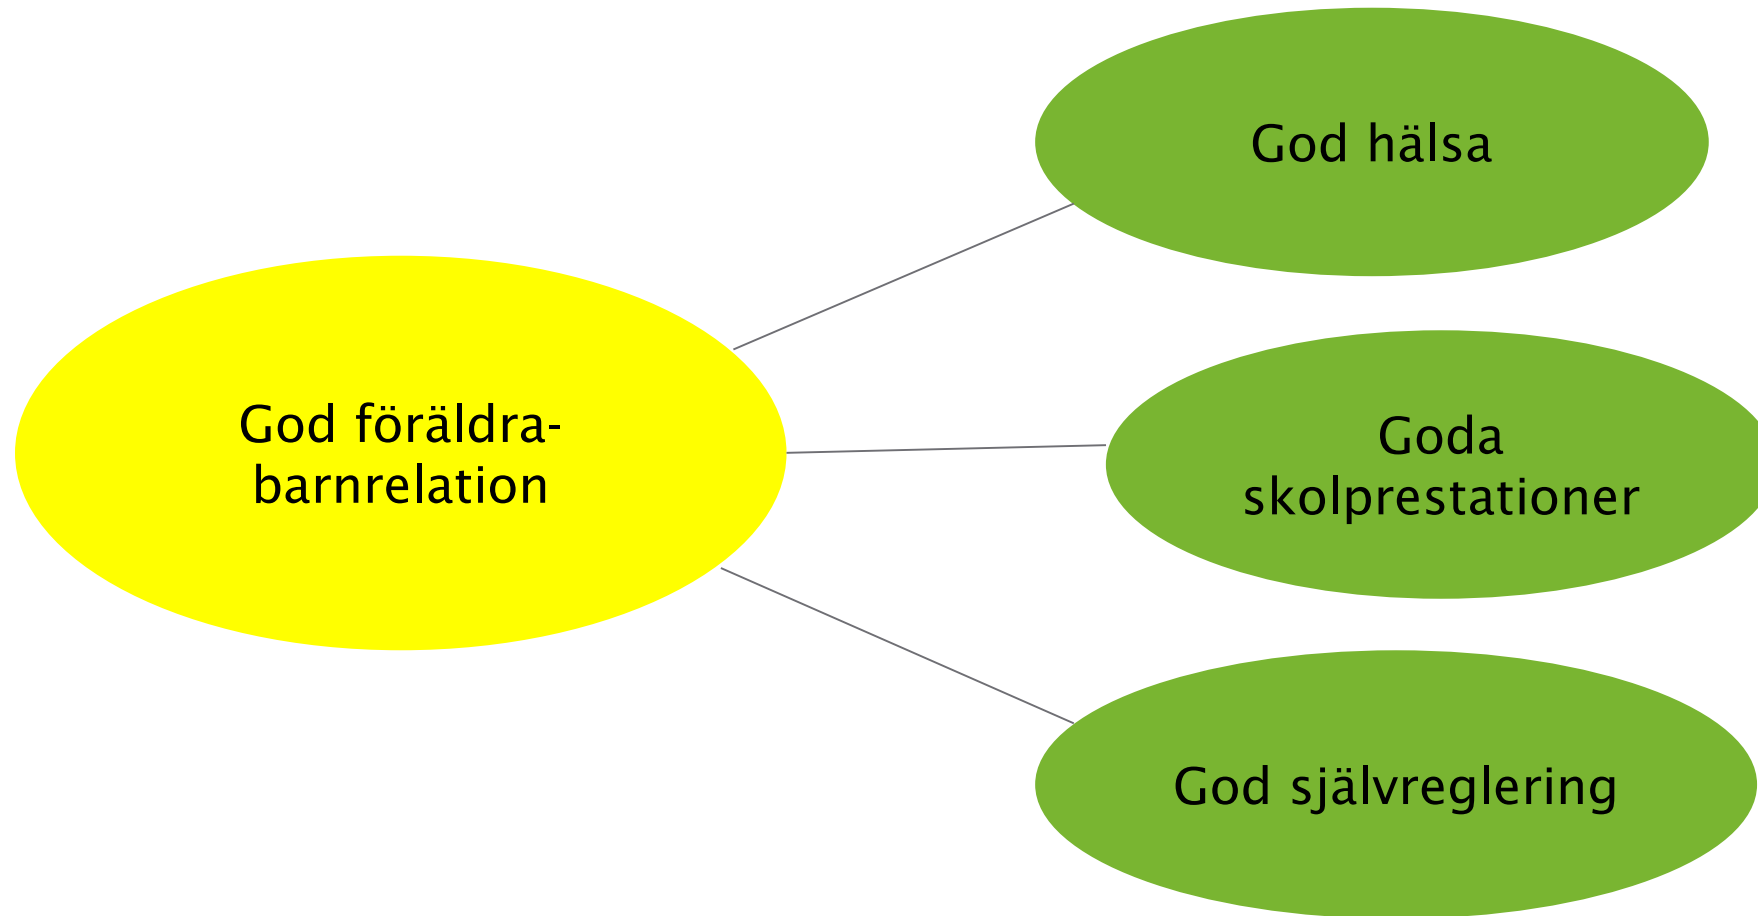 God hälsa
God föräldra-
barnrelation
Goda
skolprestationer
God självreglering